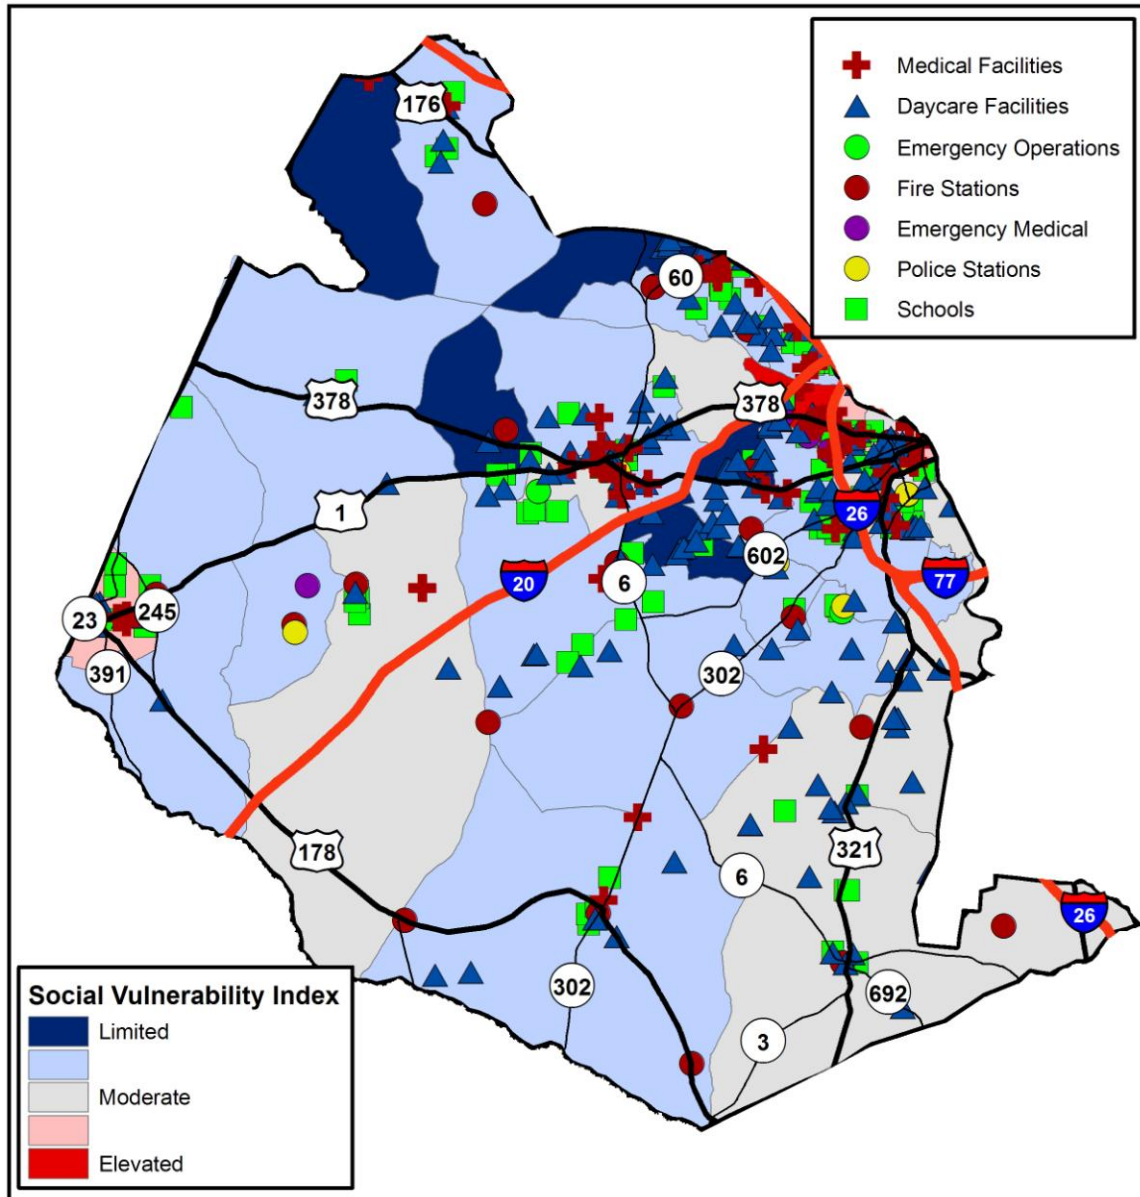 Medical Facilities
Daycare Facilities
Emergency Operations
Fire Stations
Emergency Medical
Police Stations
Schools
176
60
378
378
1
26
20
602
6
77
23
245
391
302
178
321
6
26
302
692
3
Social Vulnerability Index
Limited
Moderate
Elevated